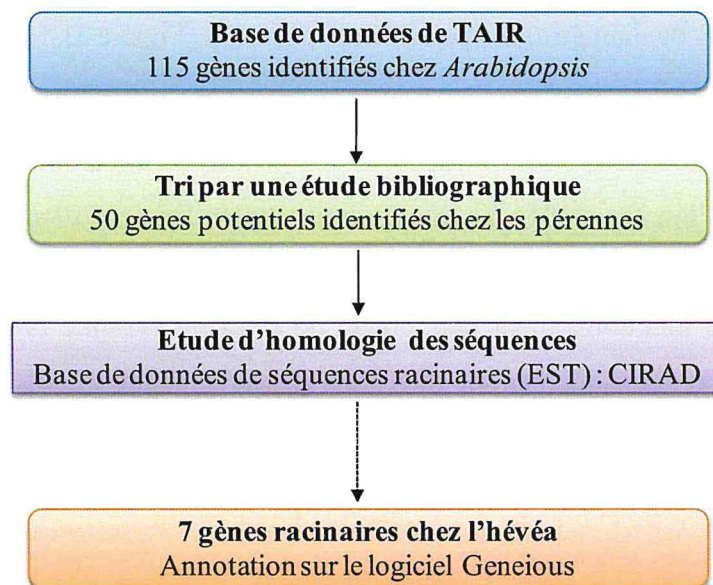 Base de données de TAIR
115 gènes identifiés chez Arabidopsis
Tri par une étude bibliographique
50 gènes potentiels identifiés chez les pérennes
Etude d'homologie des séquences
Base de données de séquences racinaires (EST) : CIRAD
7 gènes racinaires chez l'hévéa
Annotation sur le logiciel Geneious